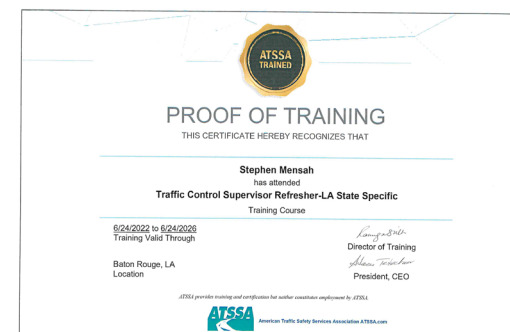 ATSSA
TRAINED
PROOF OF TRAINING
THIS CERTIFICATE HEREBY RECOGNIZES THAT
Stephen Mensah
has attended
Traffic Control Supervisor Refresher-LA State Specific
Training Course
6/24/2022 to 6/24/2026
Training Valid Through
Director of Training
Baton Rouge, LA
Location
President, CEO
ATSSA provides training and certification but neither constitutes employment by ATSSA.
ATSSA
American Traffic Safety Services Association ATSSA.com